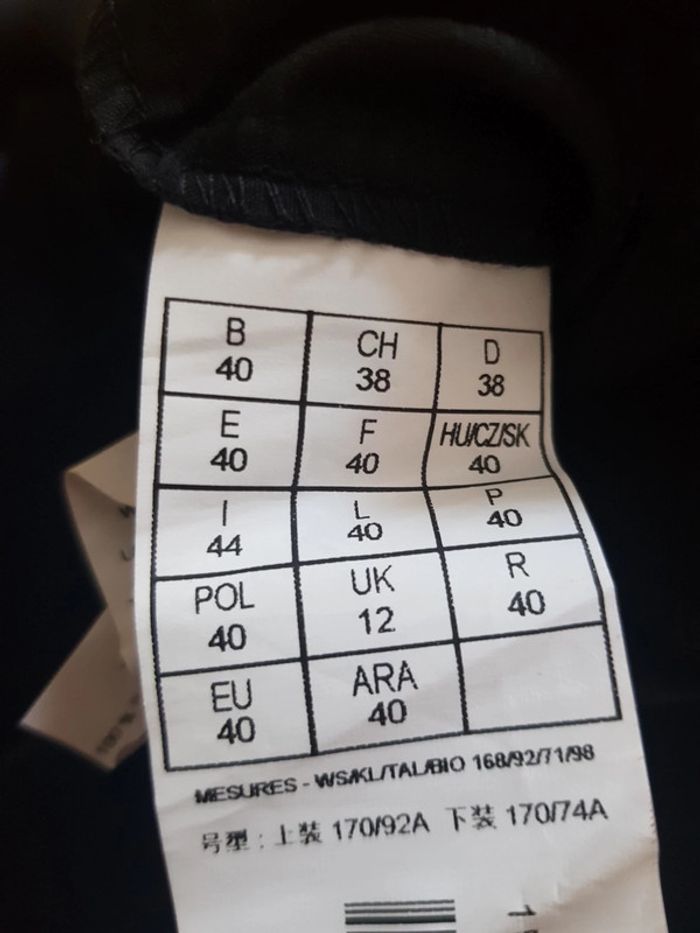 B CH D
40 38 38
E F HU/CZ/SK
40 40 40
I L P
44 40 40
POL UK R
40 12 40
EU ARA
40 40
MESURES - WS/KL/TAL/BIO 168/92/71/98
号型 : 上装 170/92A 下装 170/74A